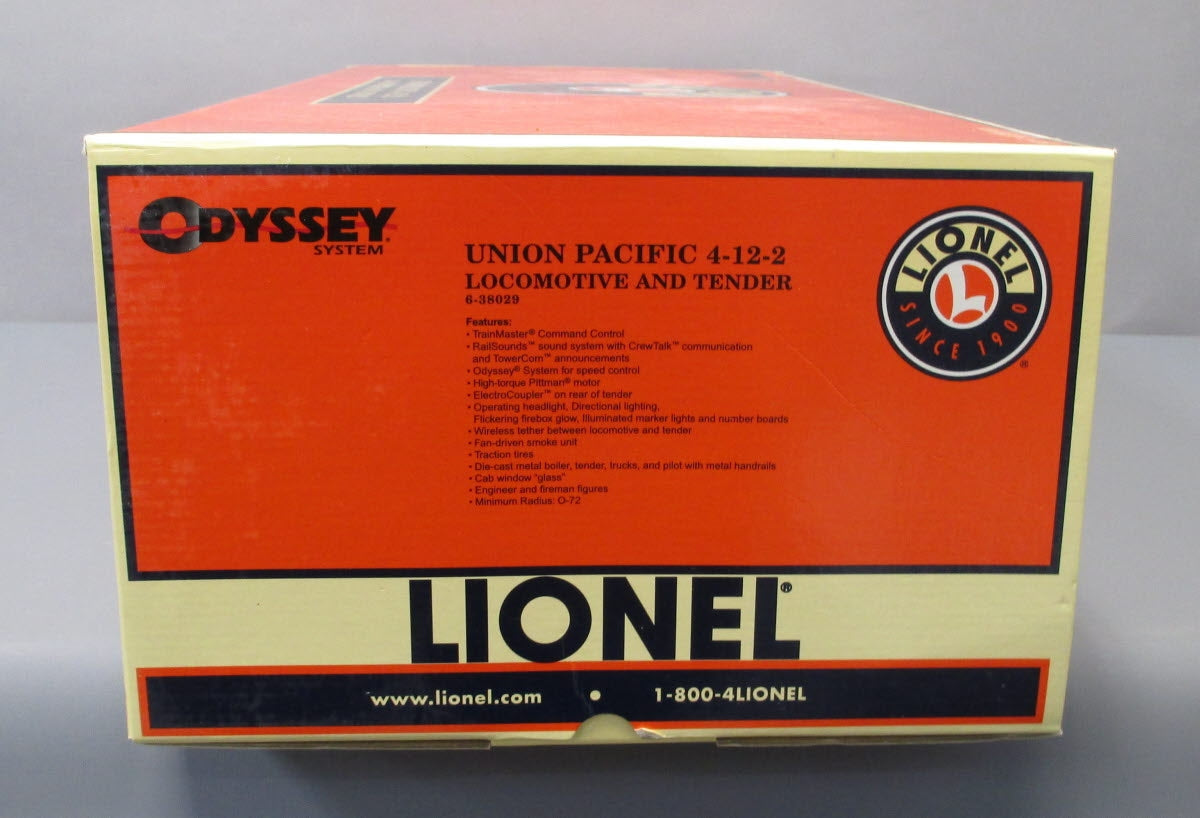 ODYSSEY®
SYSTEM
UNION PACIFIC 4-12-2
LOCOMOTIVE AND TENDER
6-38029
Features:
• TrainMaster® Command Control
• RailSounds™ sound system with CrewTalk™ communication
and TowerCom™ announcements
• Odyssey® System for speed control
• High-torque Pittman® motor
• ElectroCoupler™ on rear of tender
• Operating headlight, Directional lighting,
Flickering firebox glow, Illuminated marker lights and number boards
• Wireless tether between locomotive and tender
• Fan-driven smoke unit
• Traction tires
• Die-cast metal boiler, tender, trucks, and pilot with metal handrails
• Cab window "glass"
• Engineer and fireman figures
• Minimum Radius: O-72
LIONEL
L
SINCE 1900®
LIONEL®
www.lionel.com • 1-800-4LIONEL